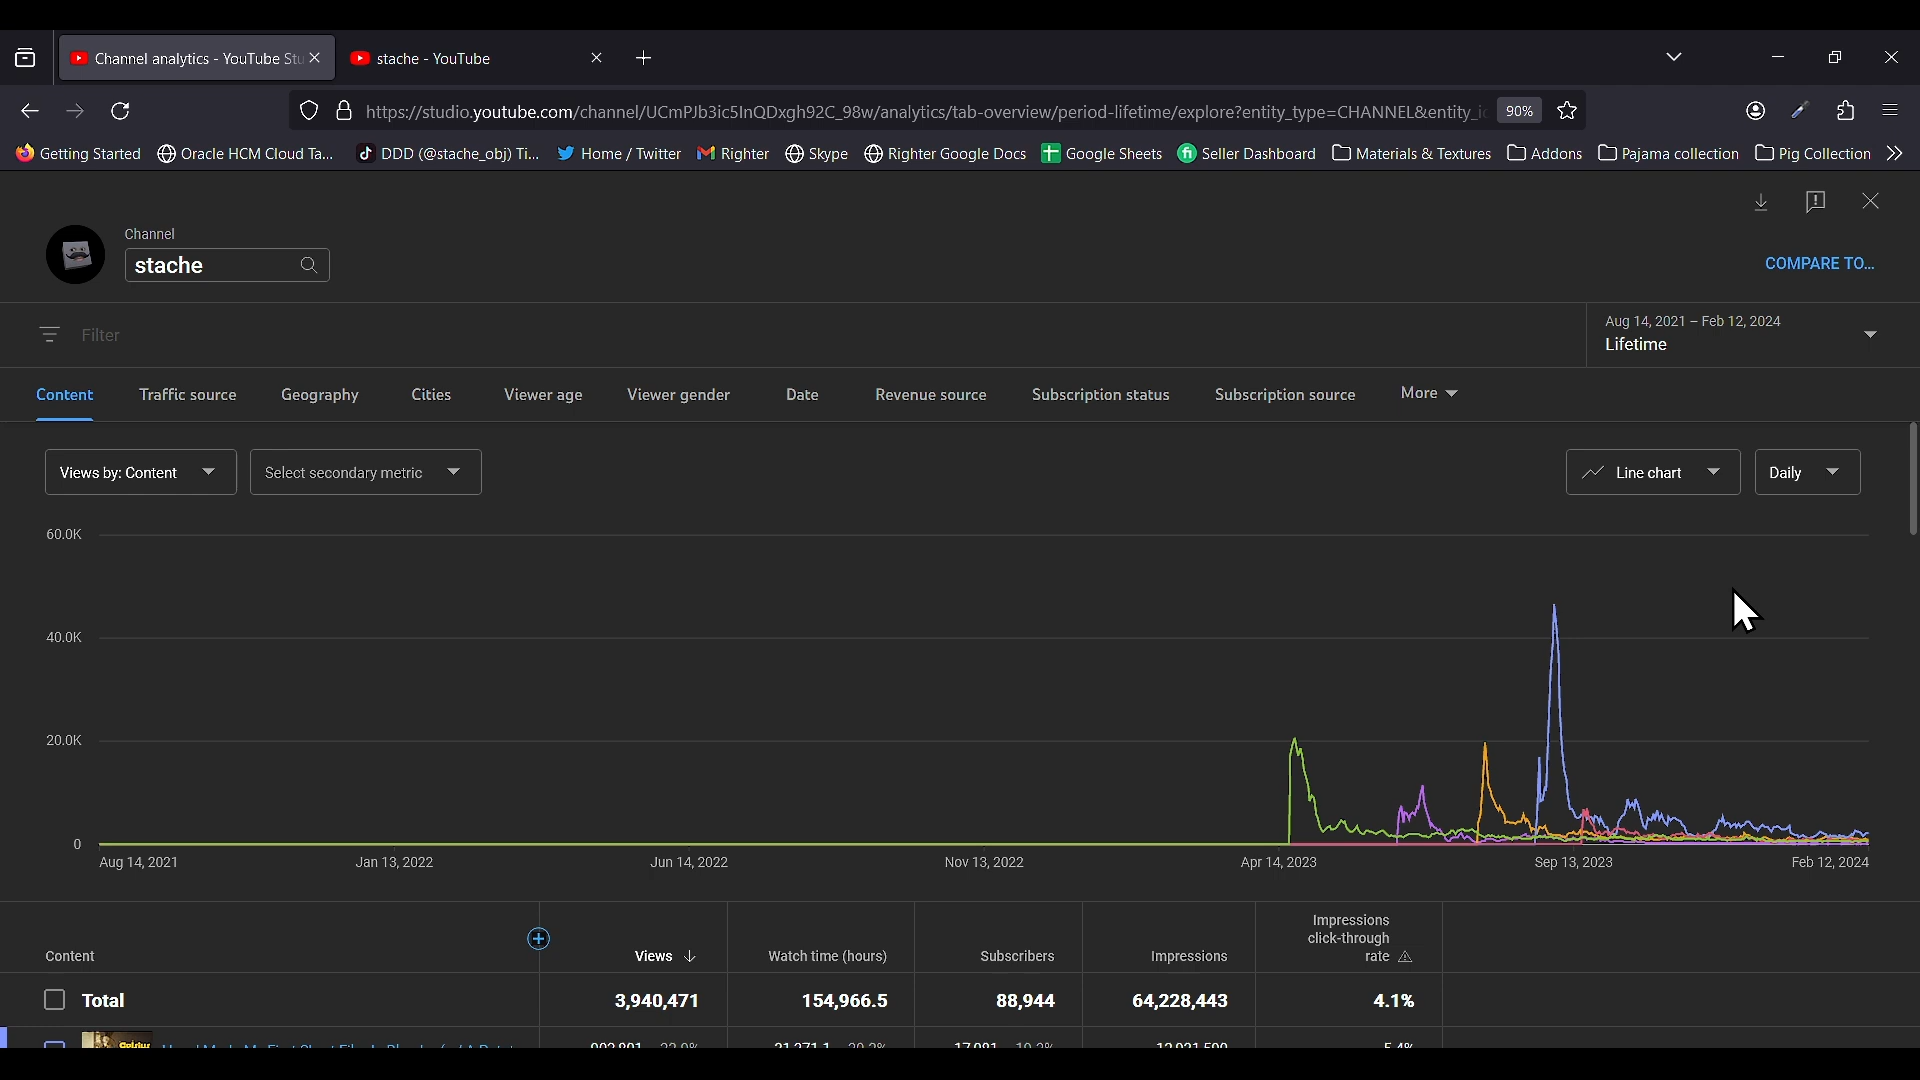 Channel analytics - YouTube Stu
stache - YouTube
https://studio.youtube.com/channel/UCmPJb3ic5InQDxgh92C_98w/analytics/tab-overview/period-lifetime/explore?entity_type=CHANNEL&entity_i
90%
Getting Started
Oracle HCM Cloud Ta...
DDD (@stache_obj) Ti...
Home / Twitter
Righter
Skype
Righter Google Docs
Google Sheets
Seller Dashboard
Materials & Textures
Addons
Pajama collection
Pig Collection
Channel
stache
COMPARE TO...
Filter
Aug 14, 2021 – Feb 12, 2024
Lifetime
Content
Traffic source
Geography
Cities
Viewer age
Viewer gender
Date
Revenue source
Subscription status
Subscription source
More
Views by: Content
Select secondary metric
Line chart
Daily
60.0K
40.0K
20.0K
0
Aug 14, 2021
Jan 13, 2022
Jun 14, 2022
Nov 13, 2022
Apr 14, 2023
Sep 13, 2023
Feb 12, 2024
Content
Views
Watch time (hours)
Subscribers
Impressions
Impressions
click-through
rate
Total
3,940,471
154,966.5
88,944
64,228,443
4.1%